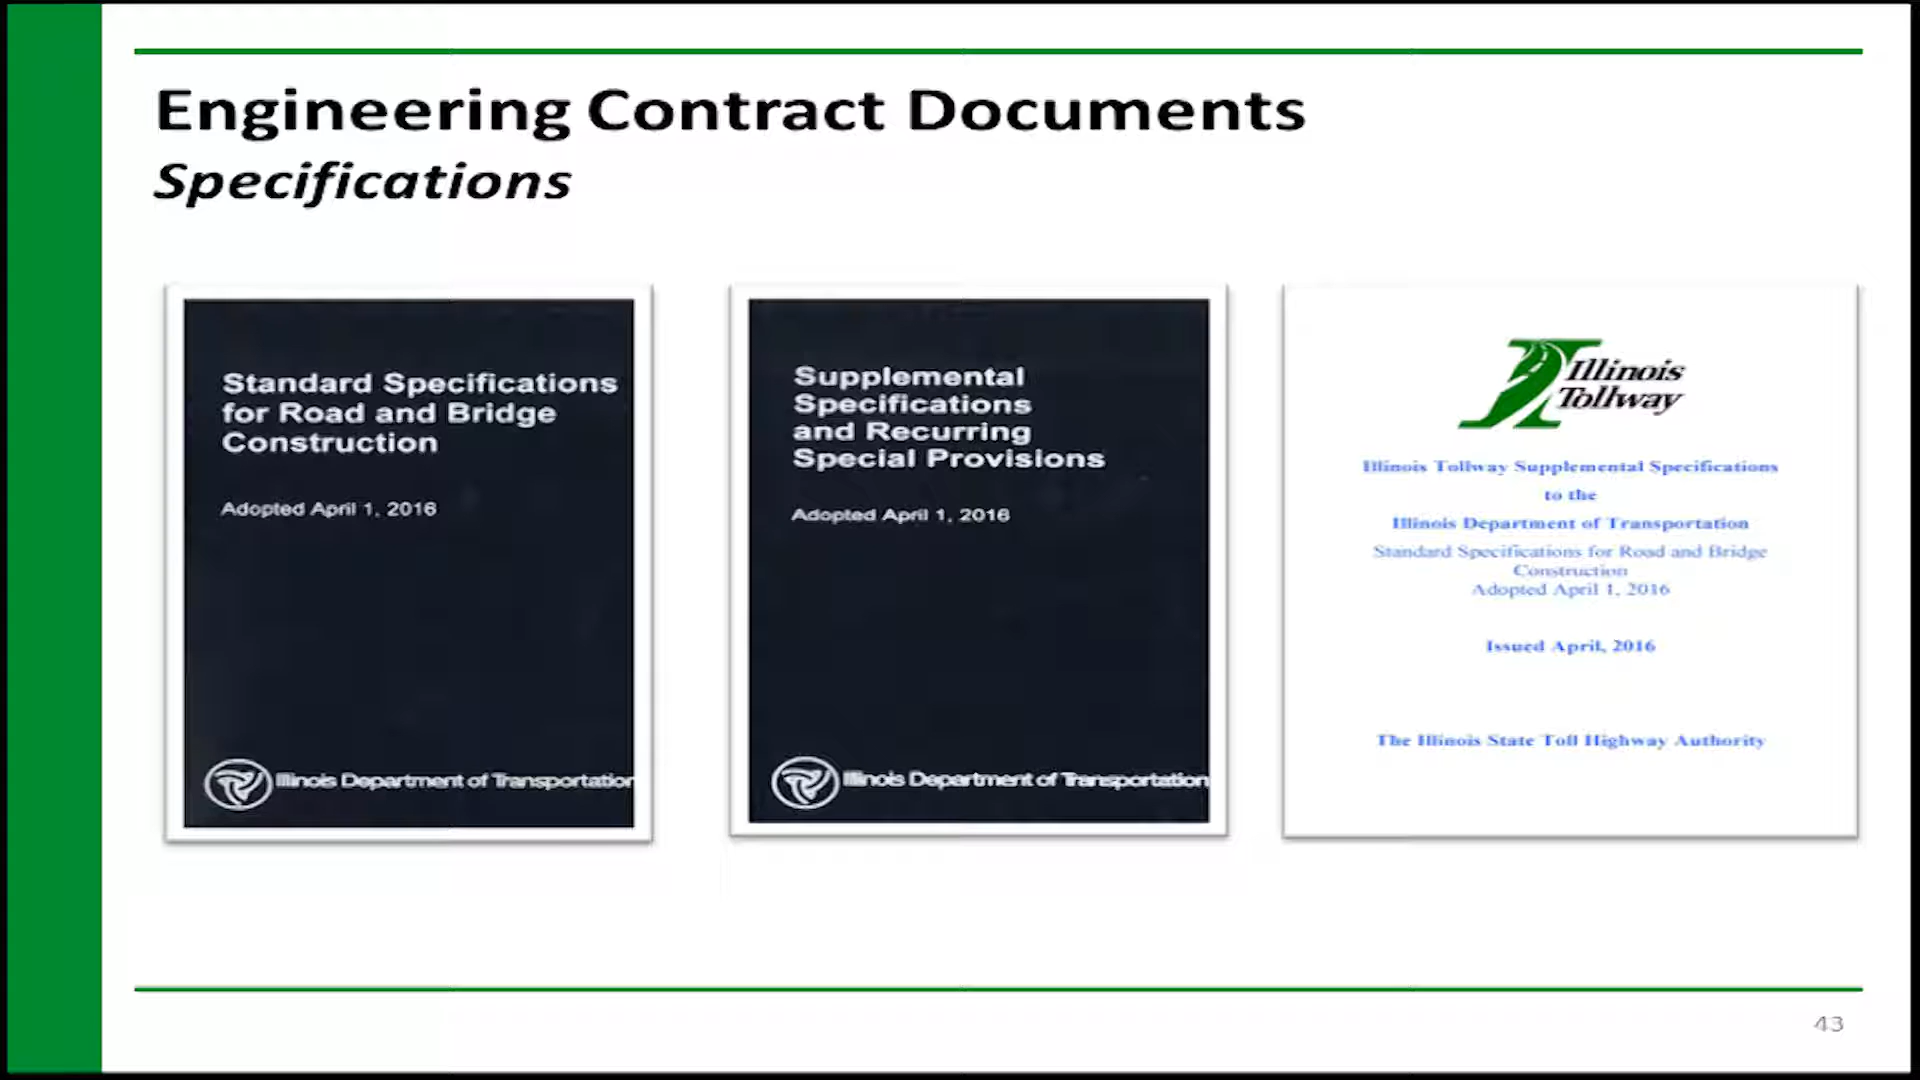 Engineering Contract Documents
Specifications
Standard Specifications
for Road and Bridge
Construction
Adopted April 1, 2016
Illinois Department of Transportation
Supplemental
Specifications
and Recurring
Special Provisions
Adopted April 1, 2016
Illinois Department of Transportation
Illinois
Tollway
Illinois Tollway Supplemental Specifications
to the
Illinois Department of Transportation
Standard Specifications for Road and Bridge
Construction
Adopted April 1, 2016
Issued April, 2016
The Illinois State Toll Highway Authority
43